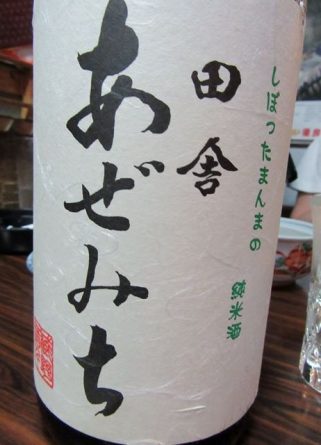 しぼったまんまの
純米酒
田舎
あぜみち